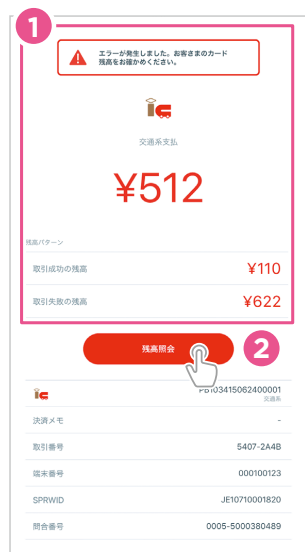 1
エラーが発生しました。お客さまのカード
残高をお確かめください。
ic
交通系支払
¥512
残高パターン
取引成功の残高 ¥110
取引失敗の残高 ¥622
残高照会
2
ic PB103415062400001
交通系
決済メモ -
取引番号 5407-2A4B
端末番号 000100123
SPRWID JE10710001820
問合番号 0005-5000380489